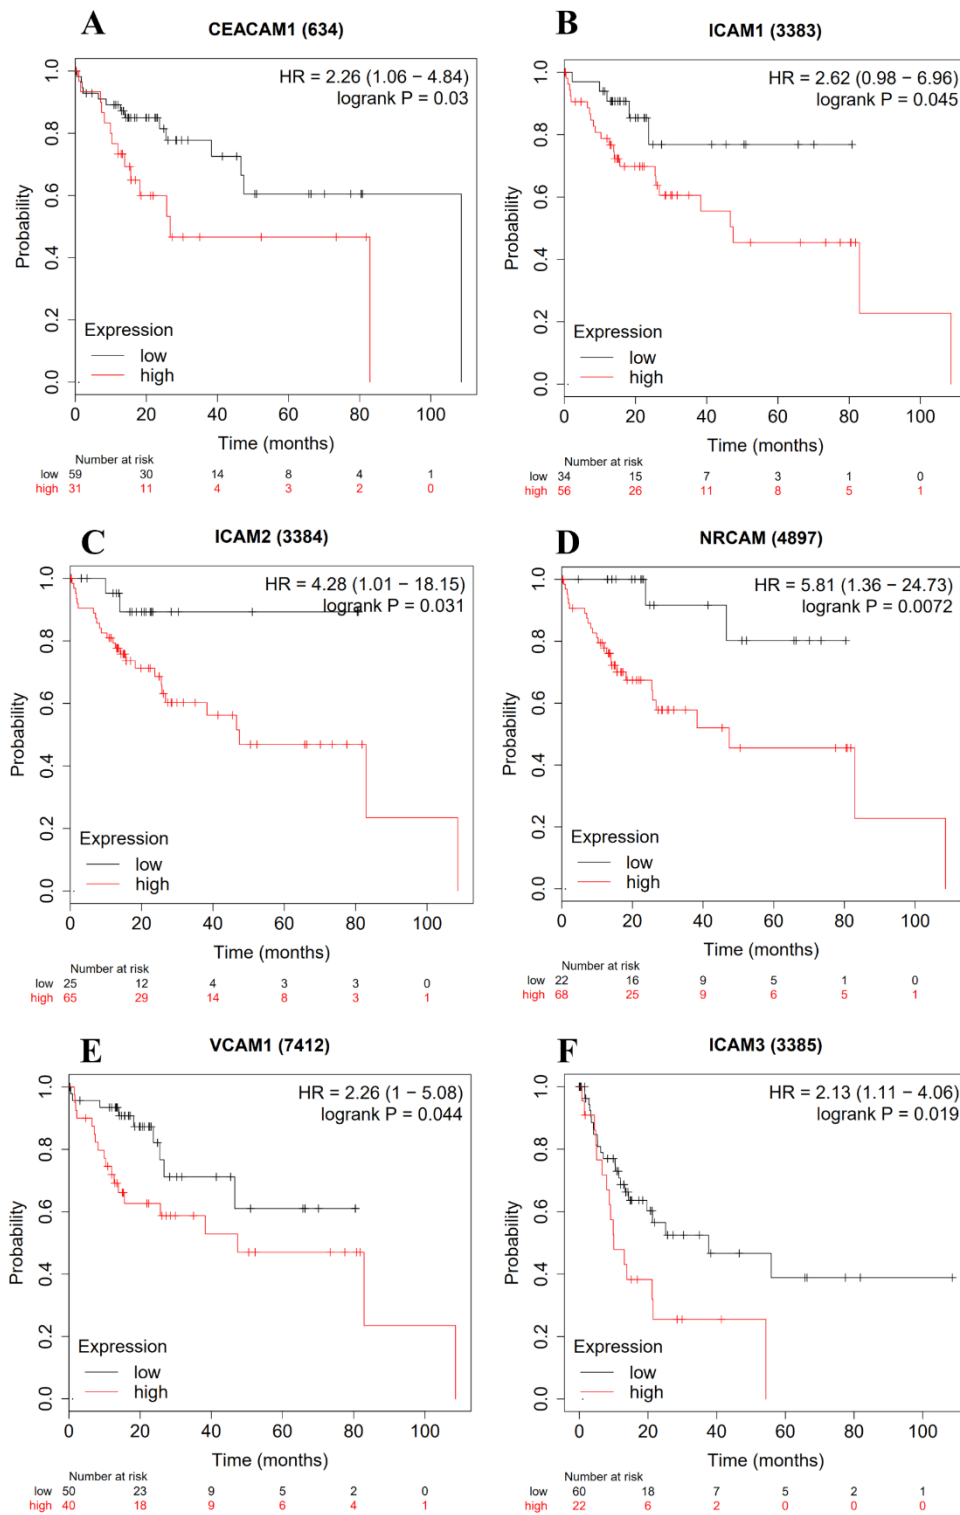 A
CEACAM1 (634)
HR = 2.26 (1.06 − 4.84)
logrank P = 0.03
Probability
1.0
0.8
0.6
0.4
0.2
0.0
Expression
low
high
0 20 40 60 80 100
Time (months)
Number at risk
low 59 30 14 8 4 1
high 31 11 4 3 2 0
B
ICAM1 (3383)
HR = 2.62 (0.98 − 6.96)
logrank P = 0.045
Probability
1.0
0.8
0.6
0.4
0.2
0.0
Expression
low
high
0 20 40 60 80 100
Time (months)
Number at risk
low 34 15 7 3 1 0
high 56 26 11 8 5 1
C
ICAM2 (3384)
HR = 4.28 (1.01 − 18.15)
logrank P = 0.031
Probability
1.0
0.8
0.6
0.4
0.2
0.0
Expression
low
high
0 20 40 60 80 100
Time (months)
Number at risk
low 25 12 4 3 3 0
high 65 29 14 8 3 1
D
NRCAM (4897)
HR = 5.81 (1.36 − 24.73)
logrank P = 0.0072
Probability
1.0
0.8
0.6
0.4
0.2
0.0
Expression
low
high
0 20 40 60 80 100
Time (months)
Number at risk
low 22 16 9 5 1 0
high 68 25 9 6 5 1
E
VCAM1 (7412)
HR = 2.26 (1 − 5.08)
logrank P = 0.044
Probability
1.0
0.8
0.6
0.4
0.2
0.0
Expression
low
high
0 20 40 60 80 100
Time (months)
Number at risk
low 50 23 9 5 2 0
high 40 18 9 6 4 1
F
ICAM3 (3385)
HR = 2.13 (1.11 − 4.06)
logrank P = 0.019
Probability
1.0
0.8
0.6
0.4
0.2
0.0
Expression
low
high
0 20 40 60 80 100
Time (months)
Number at risk
low 60 18 7 5 2 1
high 22 6 2 0 0 0